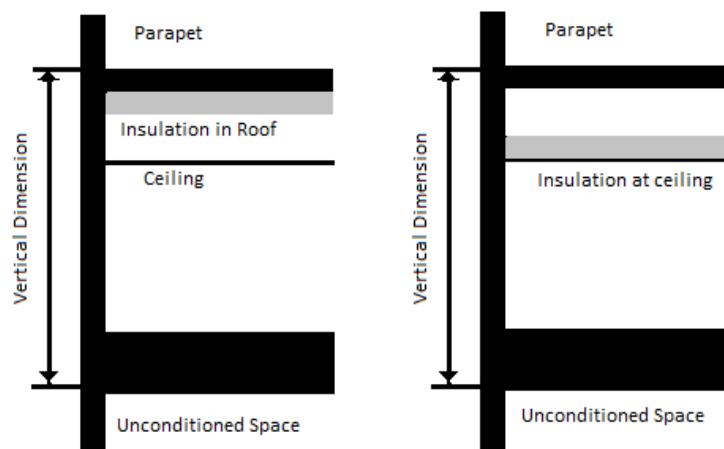 Parapet
Insulation in Roof
Ceiling
Vertical Dimension
Unconditioned Space
Parapet
Insulation at ceiling
Vertical Dimension
Unconditioned Space